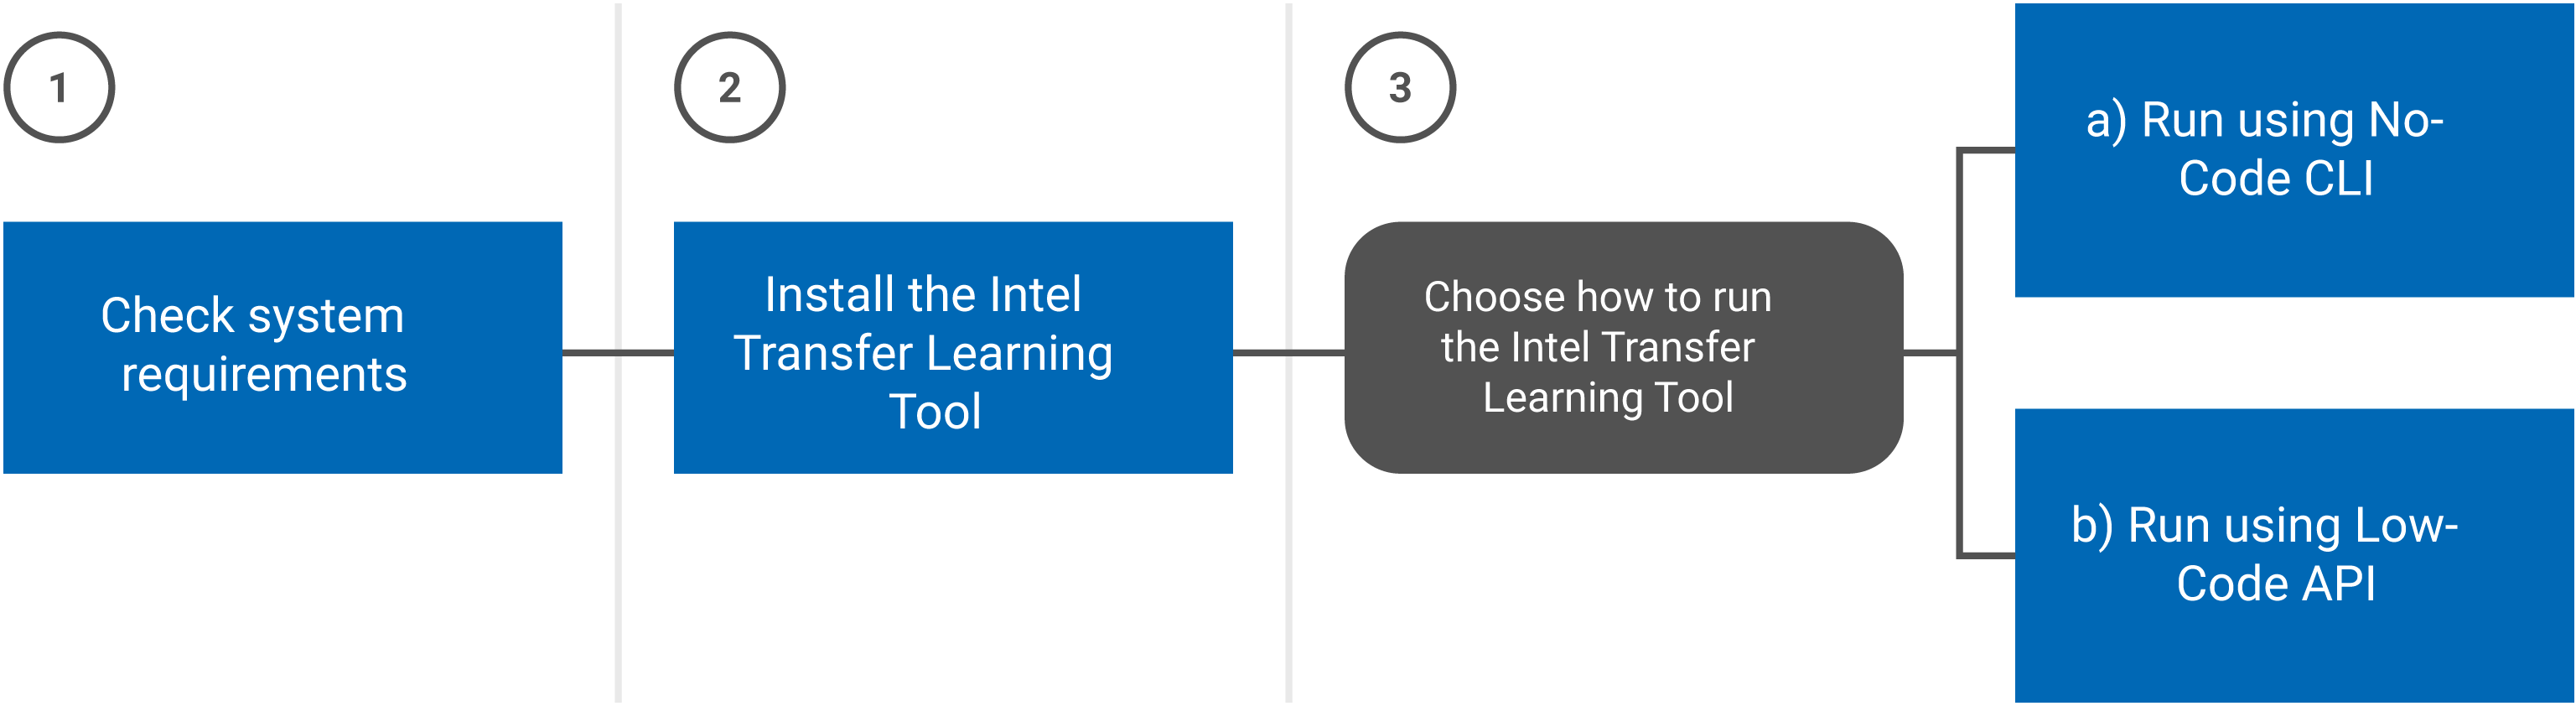 1
Check system
requirements
2
Install the Intel
Transfer Learning
Tool
3
Choose how to run
the Intel Transfer
Learning Tool
a) Run using No-
Code CLI
b) Run using Low-
Code API